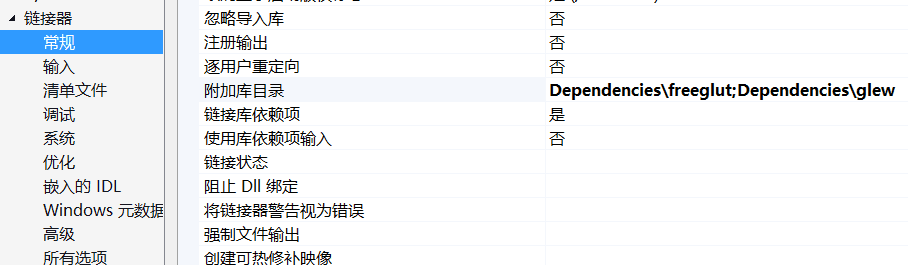 链接器
常规
输入
清单文件
调试
系统
优化
嵌入的 IDL
Windows 元数据
高级
所有选项
忽略导入库 否
注册输出 否
逐用户重定向 否
附加库目录 Dependencies\freeglut;Dependencies\glew
链接库依赖项 是
使用库依赖项输入 否
链接状态
阻止 Dll 绑定
将链接器警告视为错误
强制文件输出
创建可热修补映像